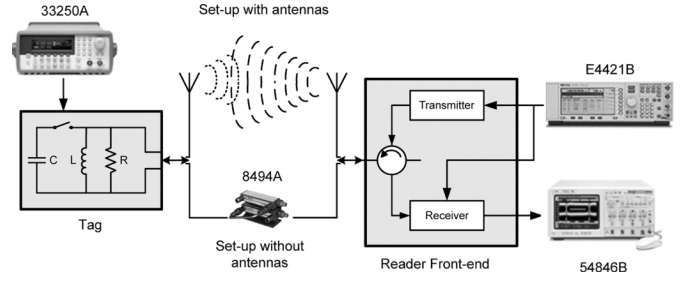 33250A
Set-up with antennas
E4421B
Transmitter
C
L
R
8494A
Tag
Set-up without
antennas
Receiver
Reader Front-end
54846B